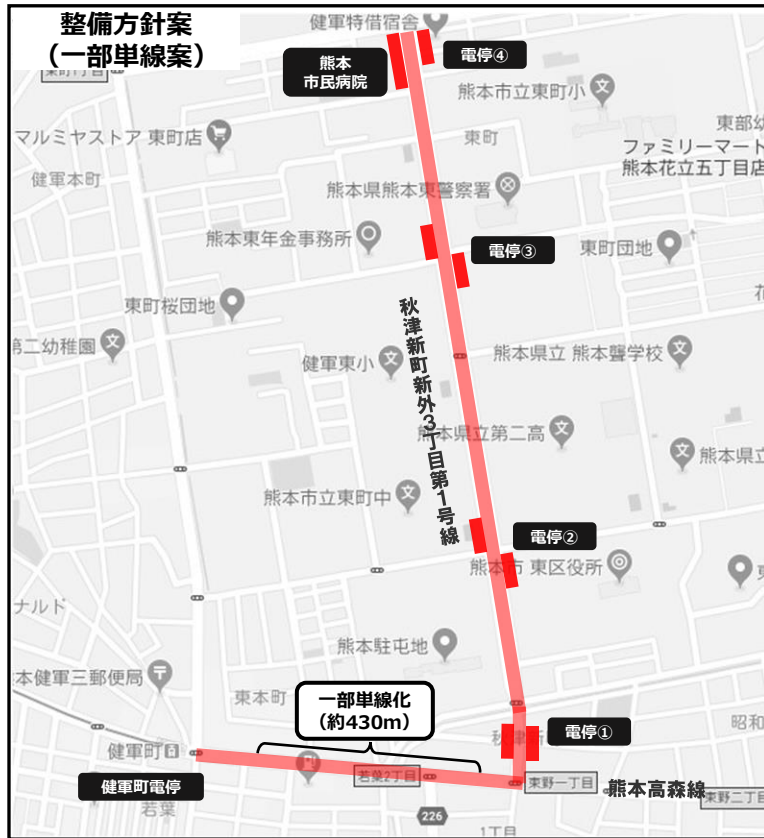 整備方針案
（一部単線案）
健軍特借宿舎
熊本
市民病院
電停④
東町1丁目
熊本市立東町小
東部幼
東町
マルミヤストア 東町店
ファミリーマート
熊本花立五丁目店
健軍本町
熊本県熊本東警察署
熊本東年金事務所
電停③
東町団地
東町桜団地
花
秋津新町新外3丁目第1号線
第二幼稚園
健軍東小
熊本県立 熊本聾学校
熊本県立第二高
熊本県立
熊本市立東町中
電停②
熊本市 東区役所
東
ナルド
熊本駐屯地
本健軍三郵便局
東本町
一部単線化
（約430m）
電停①
秋津新
昭和
健軍町
若葉2丁目
東野一丁目
熊本高森線
東野二丁目
健軍町電停
若葉
226
1丁目